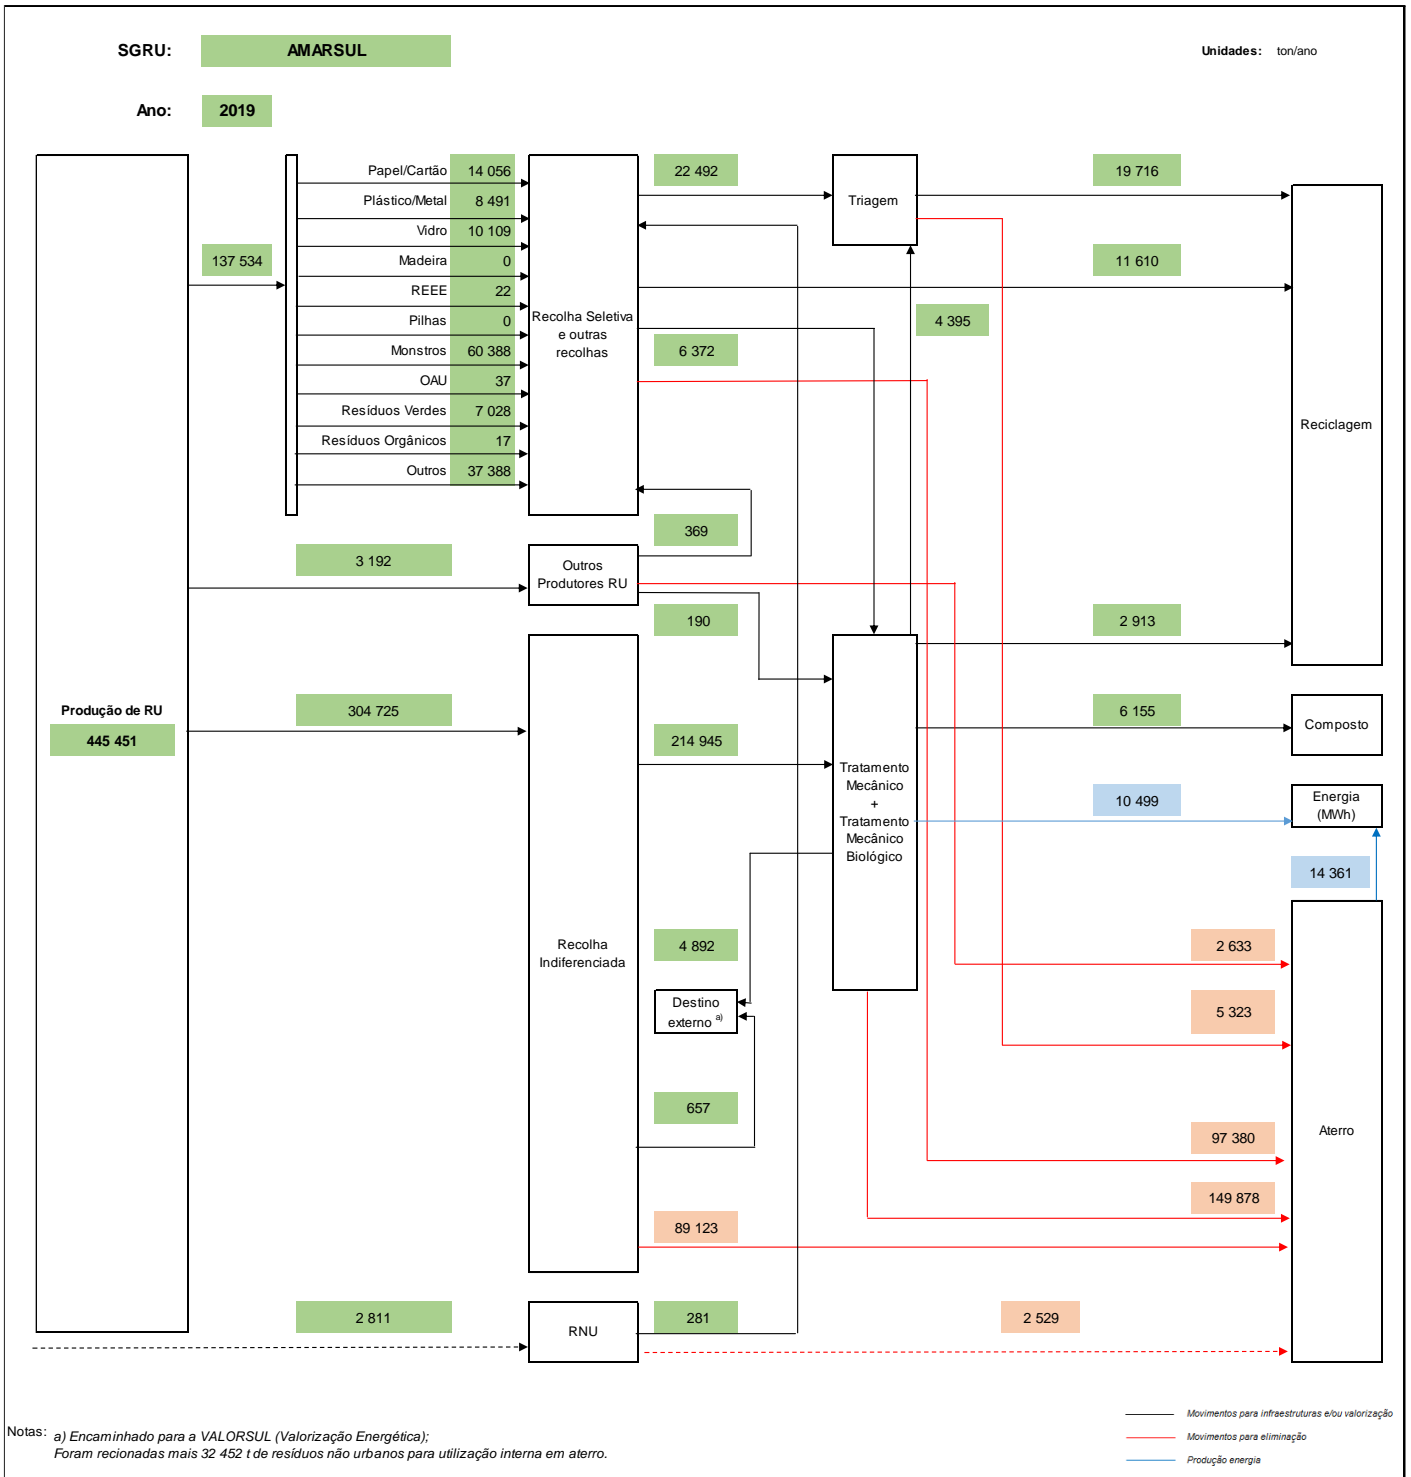 SGRU: AMARSUL
Unidades: ton/ano
Ano: 2019
Papel/Cartão 14 056
Plástico/Metal 8 491
Vidro 10 109
Madeira 0
REEE 22
Pilhas 0
Monstros 60 388
OAU 37
Resíduos Verdes 7 028
Resíduos Orgânicos 17
Outros 37 388
137 534
Recolha Seletiva
e outras
recolhas
22 492
Triagem
19 716
11 610
4 395
6 372
Reciclagem
369
3 192
Outros
Produtores RU
190
2 913
Produção de RU
445 451
304 725
214 945
6 155
Composto
Tratamento
Mecânico
+
Tratamento
Mecânico
Biológico
10 499
Energia
(MWh)
14 361
Recolha
Indiferenciada
4 892
Destino
externo a)
657
2 633
5 323
97 380
Aterro
149 878
89 123
2 811
RNU
281
2 529
Movimentos para infraestruturas e/ou valorização
Movimentos para eliminação
Produção energia
Notas: a) Encaminhado para a VALORSUL (Valorização Energética);
Foram recionadas mais 32 452 t de resíduos não urbanos para utilização interna em aterro.